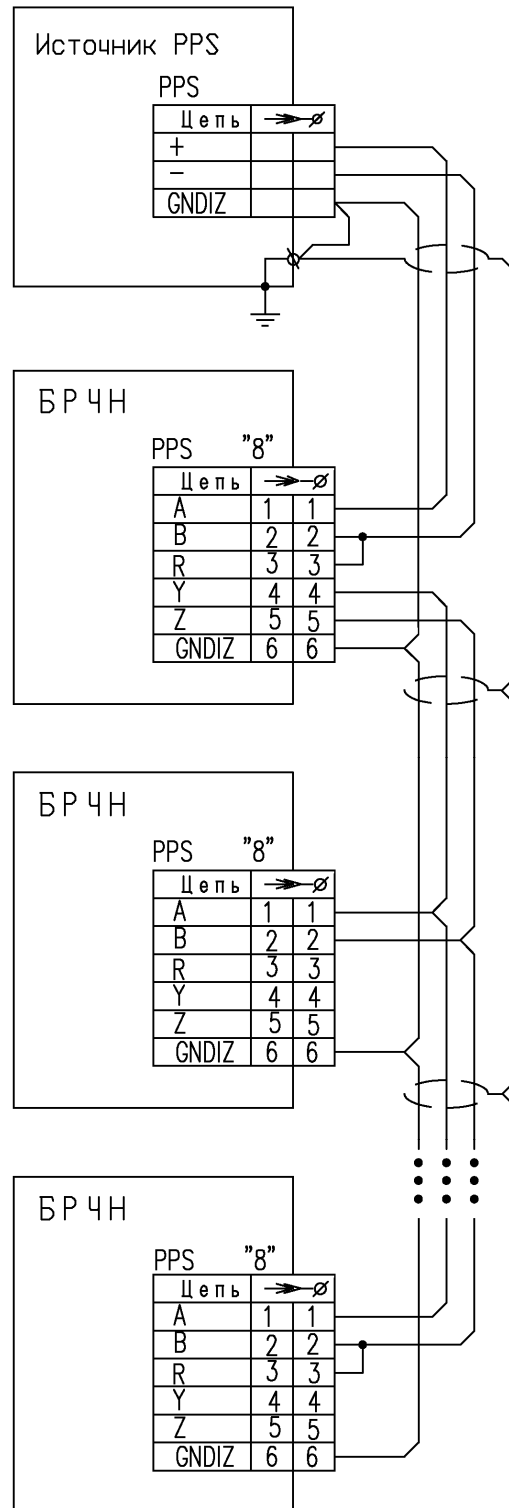 Источник PPS
PPS
Цепь
+
−
GNDIZ
БРЧН
PPS "8"
Цепь
A 1 1
B 2 2
R 3 3
Y 4 4
Z 5 5
GNDIZ 6 6
БРЧН
PPS "8"
Цепь
A 1 1
B 2 2
R 3 3
Y 4 4
Z 5 5
GNDIZ 6 6
БРЧН
PPS "8"
Цепь
A 1 1
B 2 2
R 3 3
Y 4 4
Z 5 5
GNDIZ 6 6